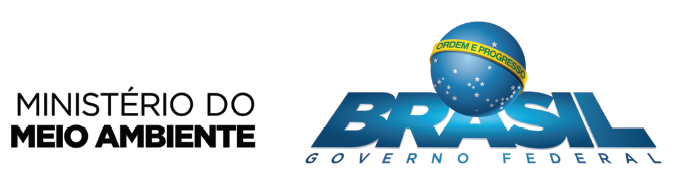 MINISTÉRIO DO
MEIO AMBIENTE
ORDEM E PROGRESSO
BRASIL
GOVERNO FEDERAL